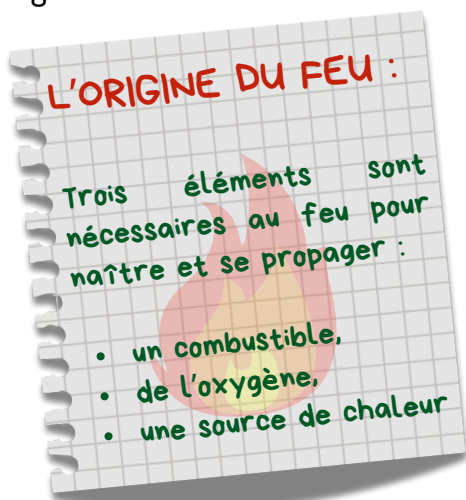 L'ORIGINE DU FEU :
Trois éléments sont
nécessaires au feu pour
naître et se propager :
• un combustible,
• de l'oxygène,
• une source de chaleur